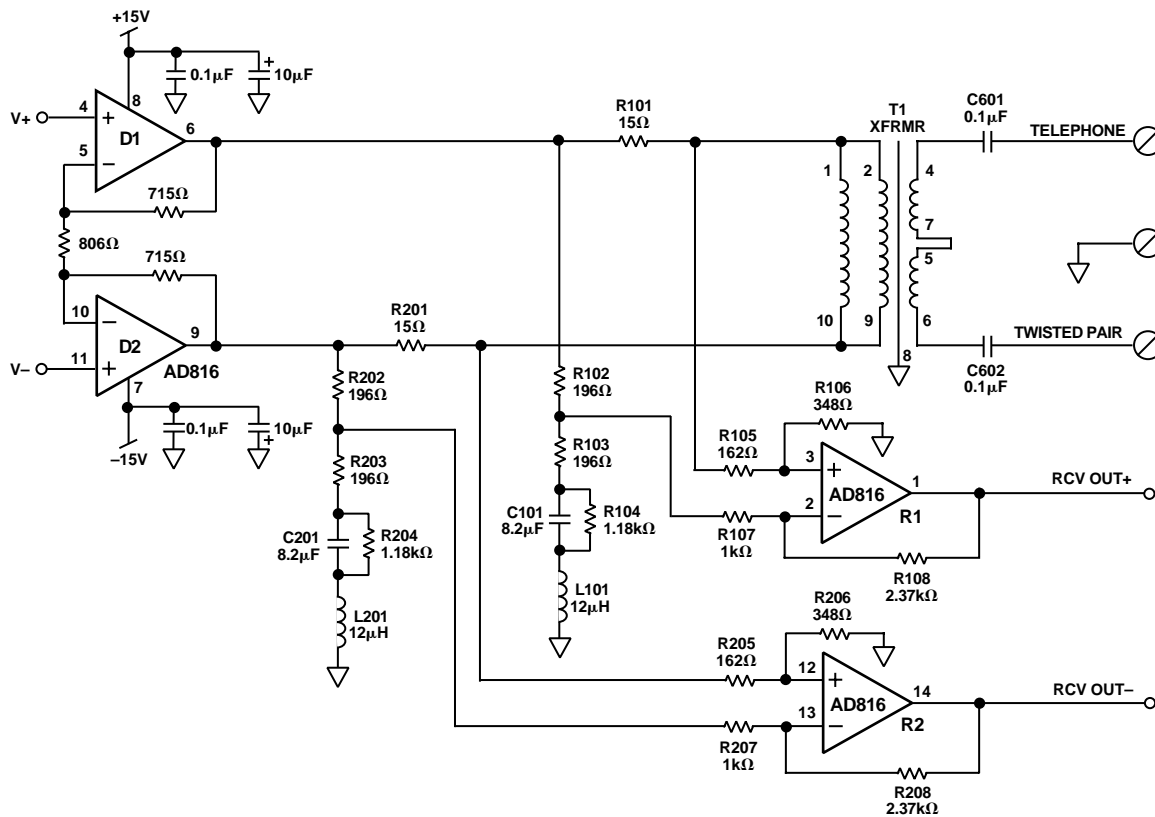 +15V
0.1µF
10µF
+
V+
4
+
8
D1
6
5
−
715Ω
806Ω
715Ω
10
−
9
D2
V−
11
+
7
AD816
0.1µF
10µF
+
−15V
R101
15Ω
R201
15Ω
R202
196Ω
R203
196Ω
C201
8.2µF
R204
1.18kΩ
L201
12µH
R102
196Ω
R103
196Ω
C101
8.2µF
R104
1.18kΩ
L101
12µH
T1
XFRMR
1
2
4
7
5
10
9
6
8
C601
0.1µF
TELEPHONE
C602
0.1µF
TWISTED PAIR
R106
348Ω
R105
162Ω
3
+
AD816
1
RCV OUT+
2
−
R1
R107
1kΩ
R108
2.37kΩ
R206
348Ω
R205
162Ω
12
+
AD816
14
RCV OUT−
13
−
R2
R207
1kΩ
R208
2.37kΩ